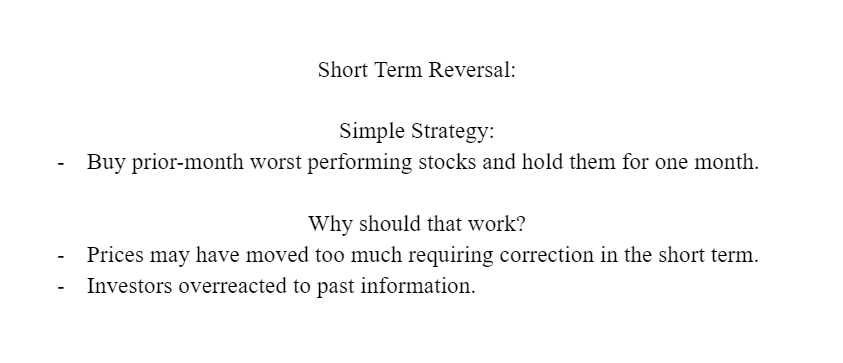 Short Term Reversal:
Simple Strategy:
- Buy prior-month worst performing stocks and hold them for one month.
Why should that work?
- Prices may have moved too much requiring correction in the short term.
- Investors overreacted to past information.